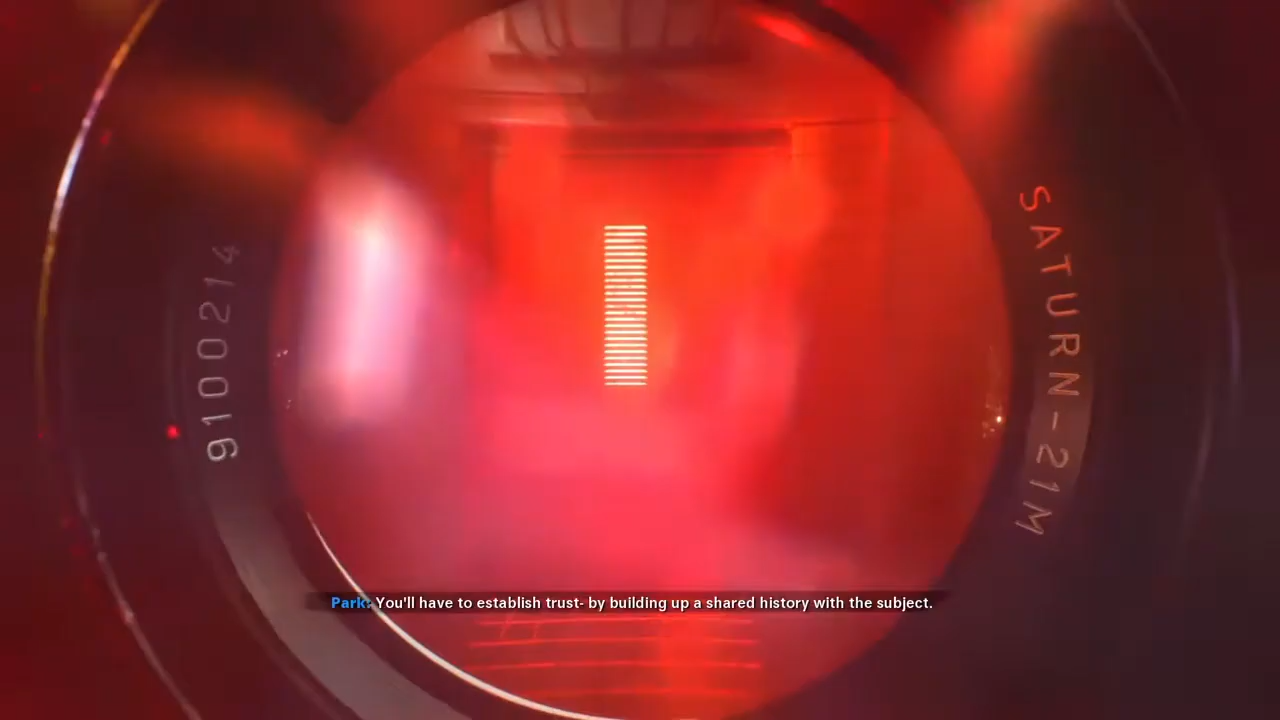 9100214
SATURN-21M
Park: You'll have to establish trust- by building up a shared history with the subject.